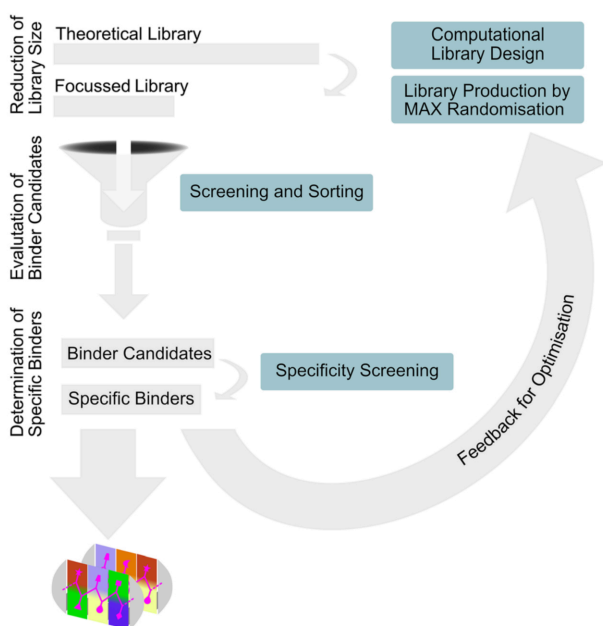 Reduction of
Library Size
Theoretical Library
Focussed Library
Computational
Library Design
Library Production by
MAX Randomisation
Evalutation of
Binder Candidates
Screening and Sorting
Determination of
Specific Binders
Binder Candidates
Specific Binders
Specificity Screening
Feedback for Optimisation